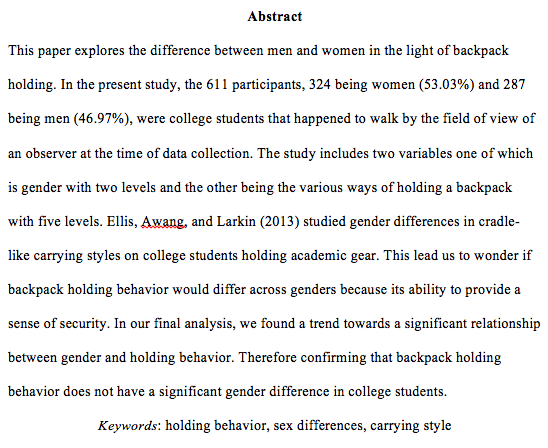 Abstract
This paper explores the difference between men and women in the light of backpack
holding. In the present study, the 611 participants, 324 being women (53.03%) and 287
being men (46.97%), were college students that happened to walk by the field of view of
an observer at the time of data collection. The study includes two variables one of which
is gender with two levels and the other being the various ways of holding a backpack
with five levels. Ellis, Awang, and Larkin (2013) studied gender differences in cradle-
like carrying styles on college students holding academic gear. This lead us to wonder if
backpack holding behavior would differ across genders because its ability to provide a
sense of security. In our final analysis, we found a trend towards a significant relationship
between gender and holding behavior. Therefore confirming that backpack holding
behavior does not have a significant gender difference in college students.
Keywords: holding behavior, sex differences, carrying style